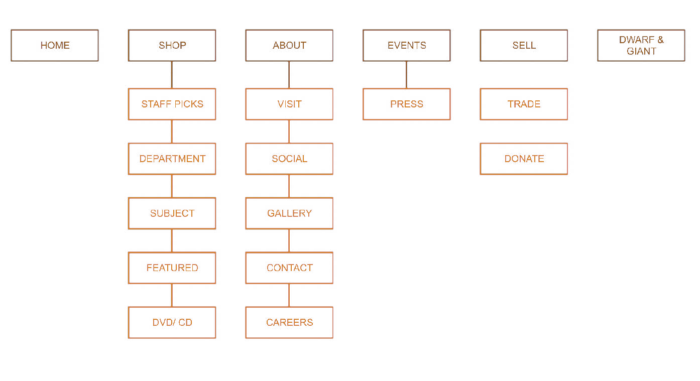 HOME
SHOP
ABOUT
EVENTS
SELL
DWARF &
GIANT
STAFF PICKS
VISIT
PRESS
TRADE
DEPARTMENT
SOCIAL
DONATE
SUBJECT
GALLERY
FEATURED
CONTACT
DVD/ CD
CAREERS